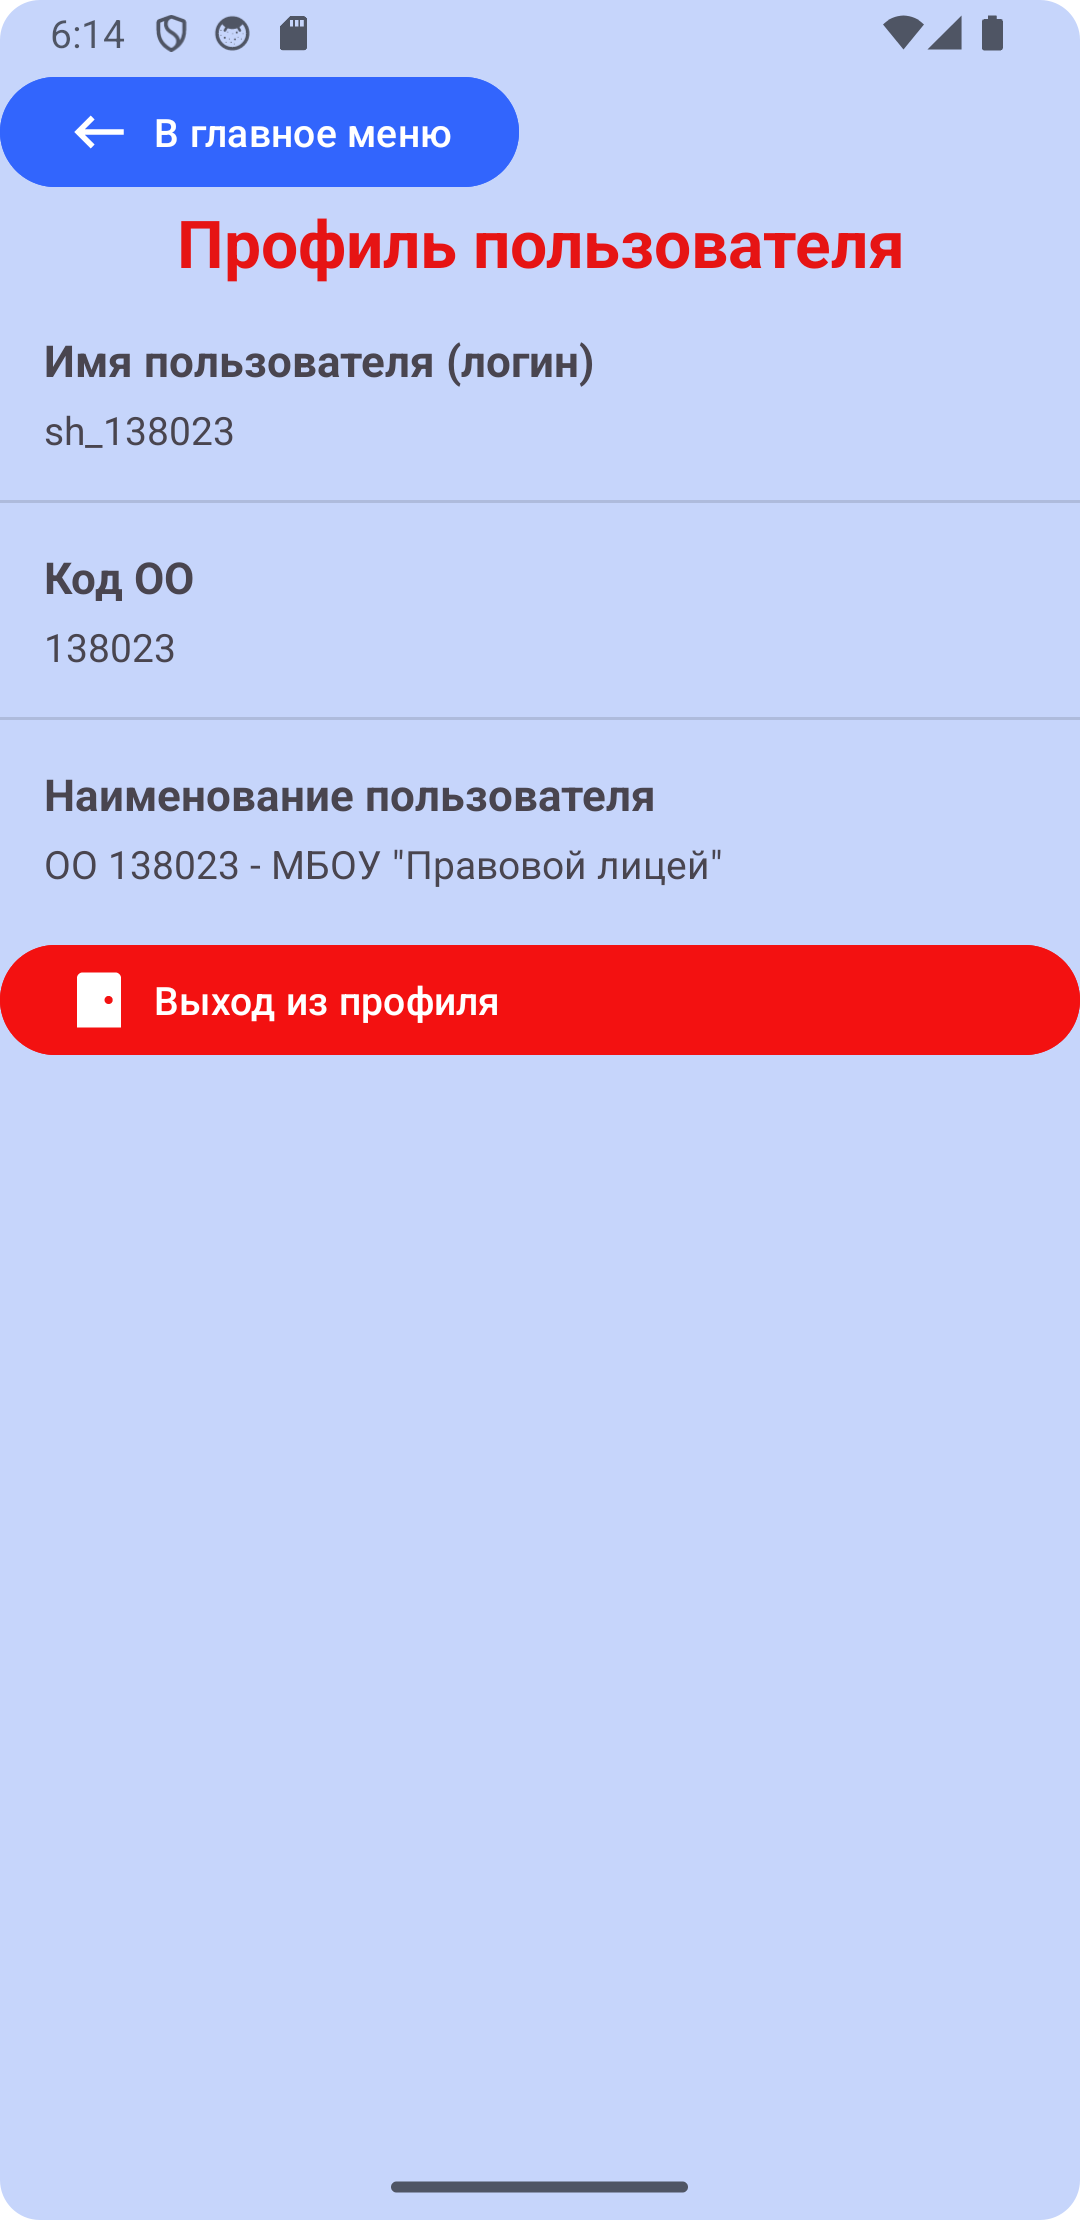 6:14
В главное меню
Профиль пользователя
Имя пользователя (логин)
sh_138023
Код ОО
138023
Наименование пользователя
ОО 138023 - МБОУ "Правовой лицей"
Выход из профиля